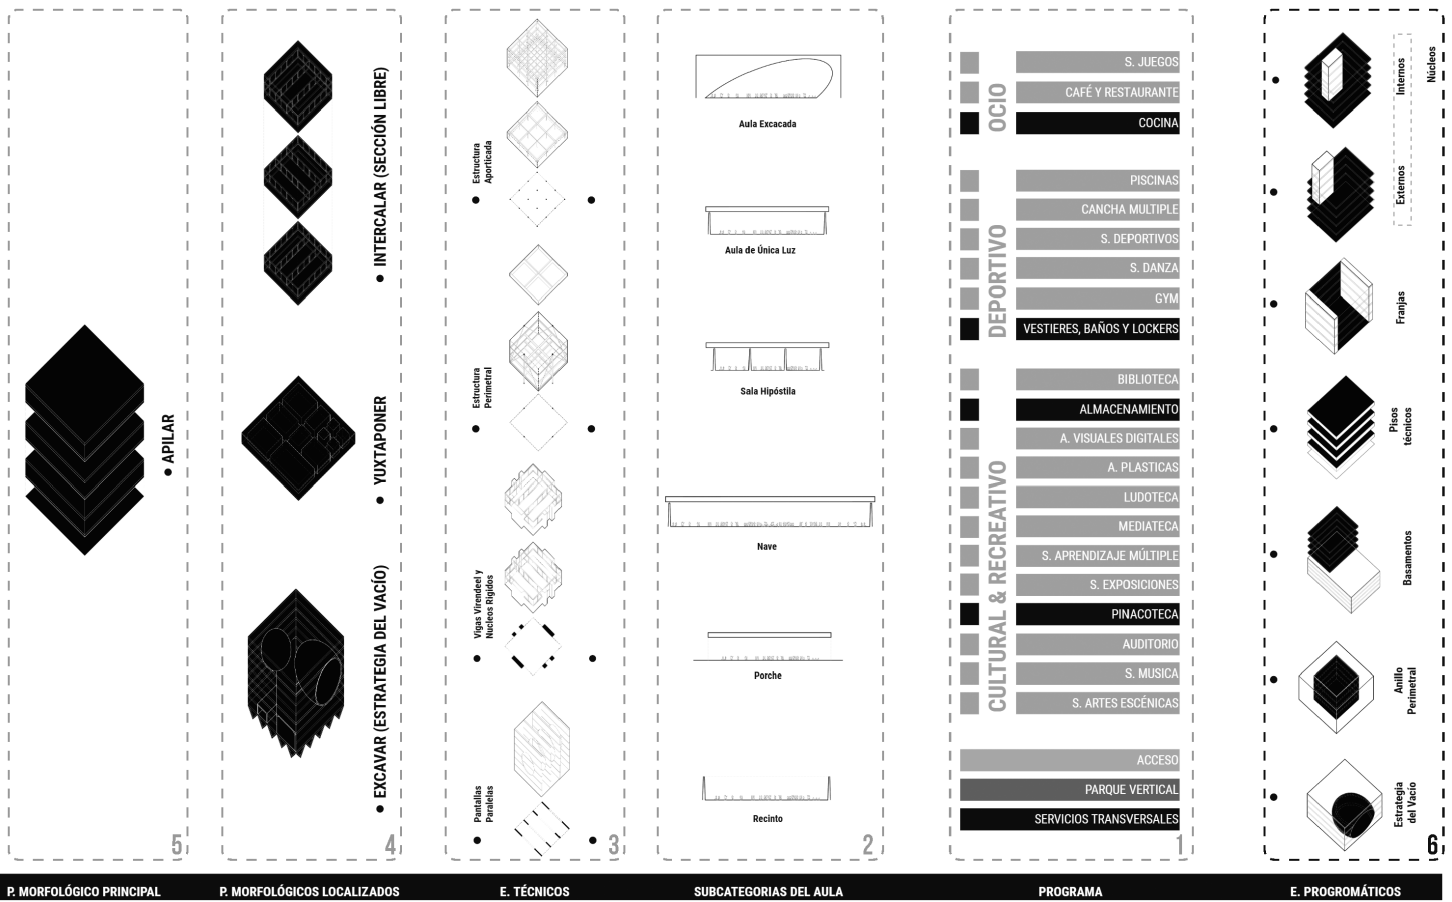 APILAR
5
P. MORFOLÓGICO PRINCIPAL
INTERCALAR (SECCIÓN LIBRE)
YUXTAPONER
EXCAVAR (ESTRATEGIA DEL VACÍO)
4
P. MORFOLÓGICOS LOCALIZADOS
Estructura
Aporticada
Estructura
Perimetral
Vigas Virendeel y
Nucleos Rigidos
Pantallas
Paralelas
3
E. TÉCNICOS
Aula Excacada
Aula de Única Luz
Sala Hipóstila
Nave
Porche
Recinto
2
SUBCATEGORIAS DEL AULA
OCIO
S. JUEGOS
CAFÉ Y RESTAURANTE
COCINA
DEPORTIVO
PISCINAS
CANCHA MULTIPLE
S. DEPORTIVOS
S. DANZA
GYM
VESTIERES, BAÑOS Y LOCKERS
CULTURAL & RECREATIVO
BIBLIOTECA
ALMACENAMIENTO
A. VISUALES DIGITALES
A. PLASTICAS
LUDOTECA
MEDIATECA
S. APRENDIZAJE MÚLTIPLE
S. EXPOSICIONES
PINACOTECA
AUDITORIO
S. MUSICA
S. ARTES ESCÉNICAS
ACCESO
PARQUE VERTICAL
SERVICIOS TRANSVERSALES
1
PROGRAMA
Núcleos
Internos
Externos
Franjas
Pisos
técnicos
Basamentos
Anillo
Perimetral
Estrategia
del Vacío
6
E. PROGROMÁTICOS